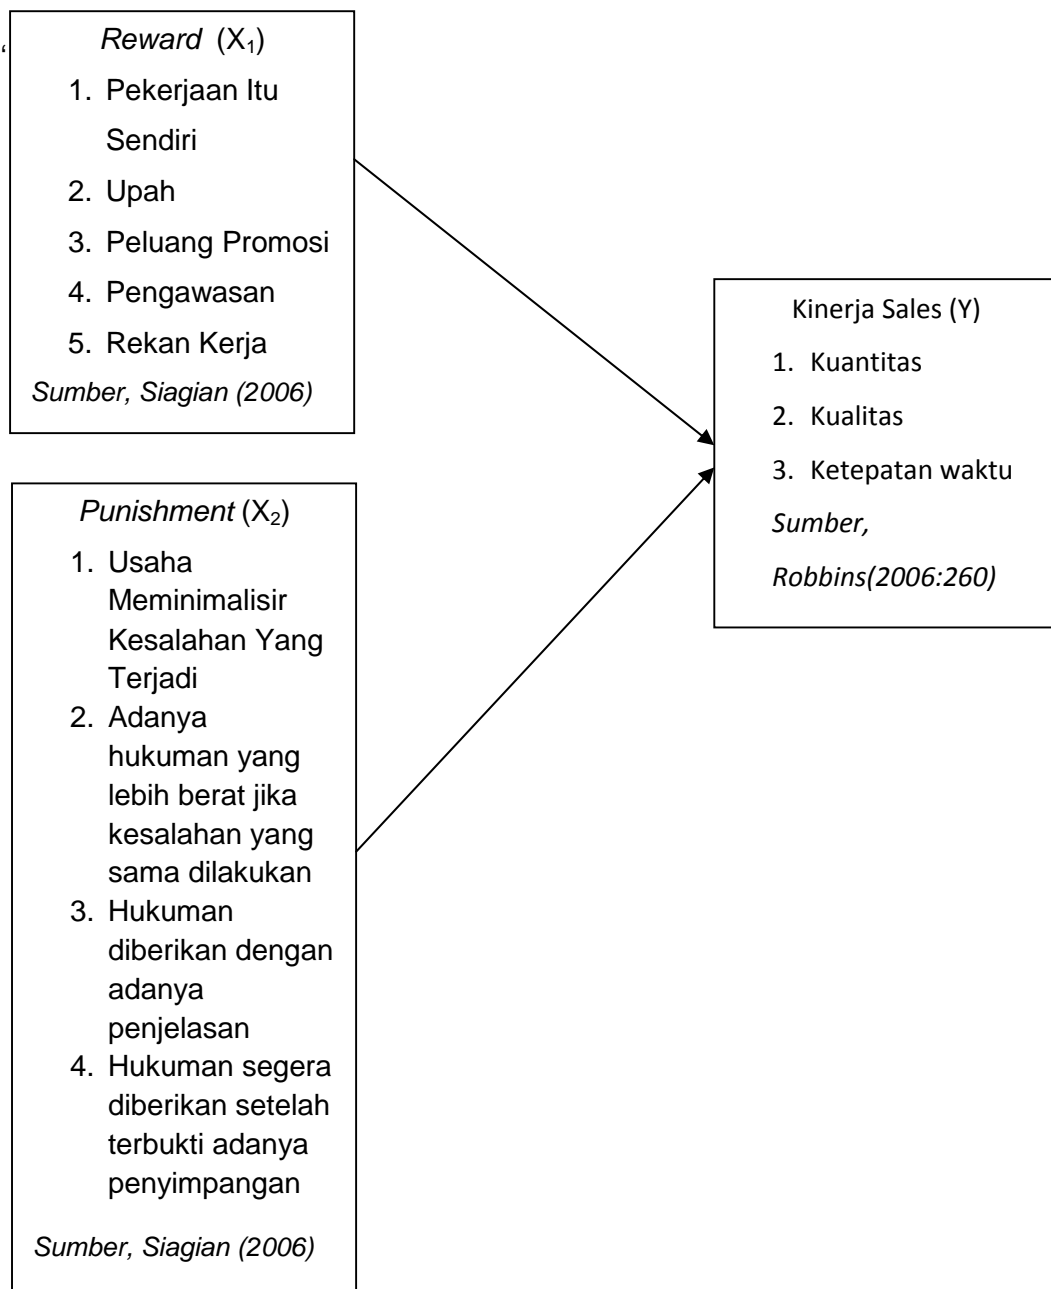 “
Reward (X₁)
1. Pekerjaan Itu
Sendiri
2. Upah
3. Peluang Promosi
4. Pengawasan
5. Rekan Kerja
Sumber, Siagian (2006)
Punishment (X₂)
1. Usaha
Meminimalisir
Kesalahan Yang
Terjadi
2. Adanya
hukuman yang
lebih berat jika
kesalahan yang
sama dilakukan
3. Hukuman
diberikan dengan
adanya
penjelasan
4. Hukuman segera
diberikan setelah
terbukti adanya
penyimpangan
Sumber, Siagian (2006)
Kinerja Sales (Y)
1. Kuantitas
2. Kualitas
3. Ketepatan waktu
Sumber,
Robbins(2006:260)